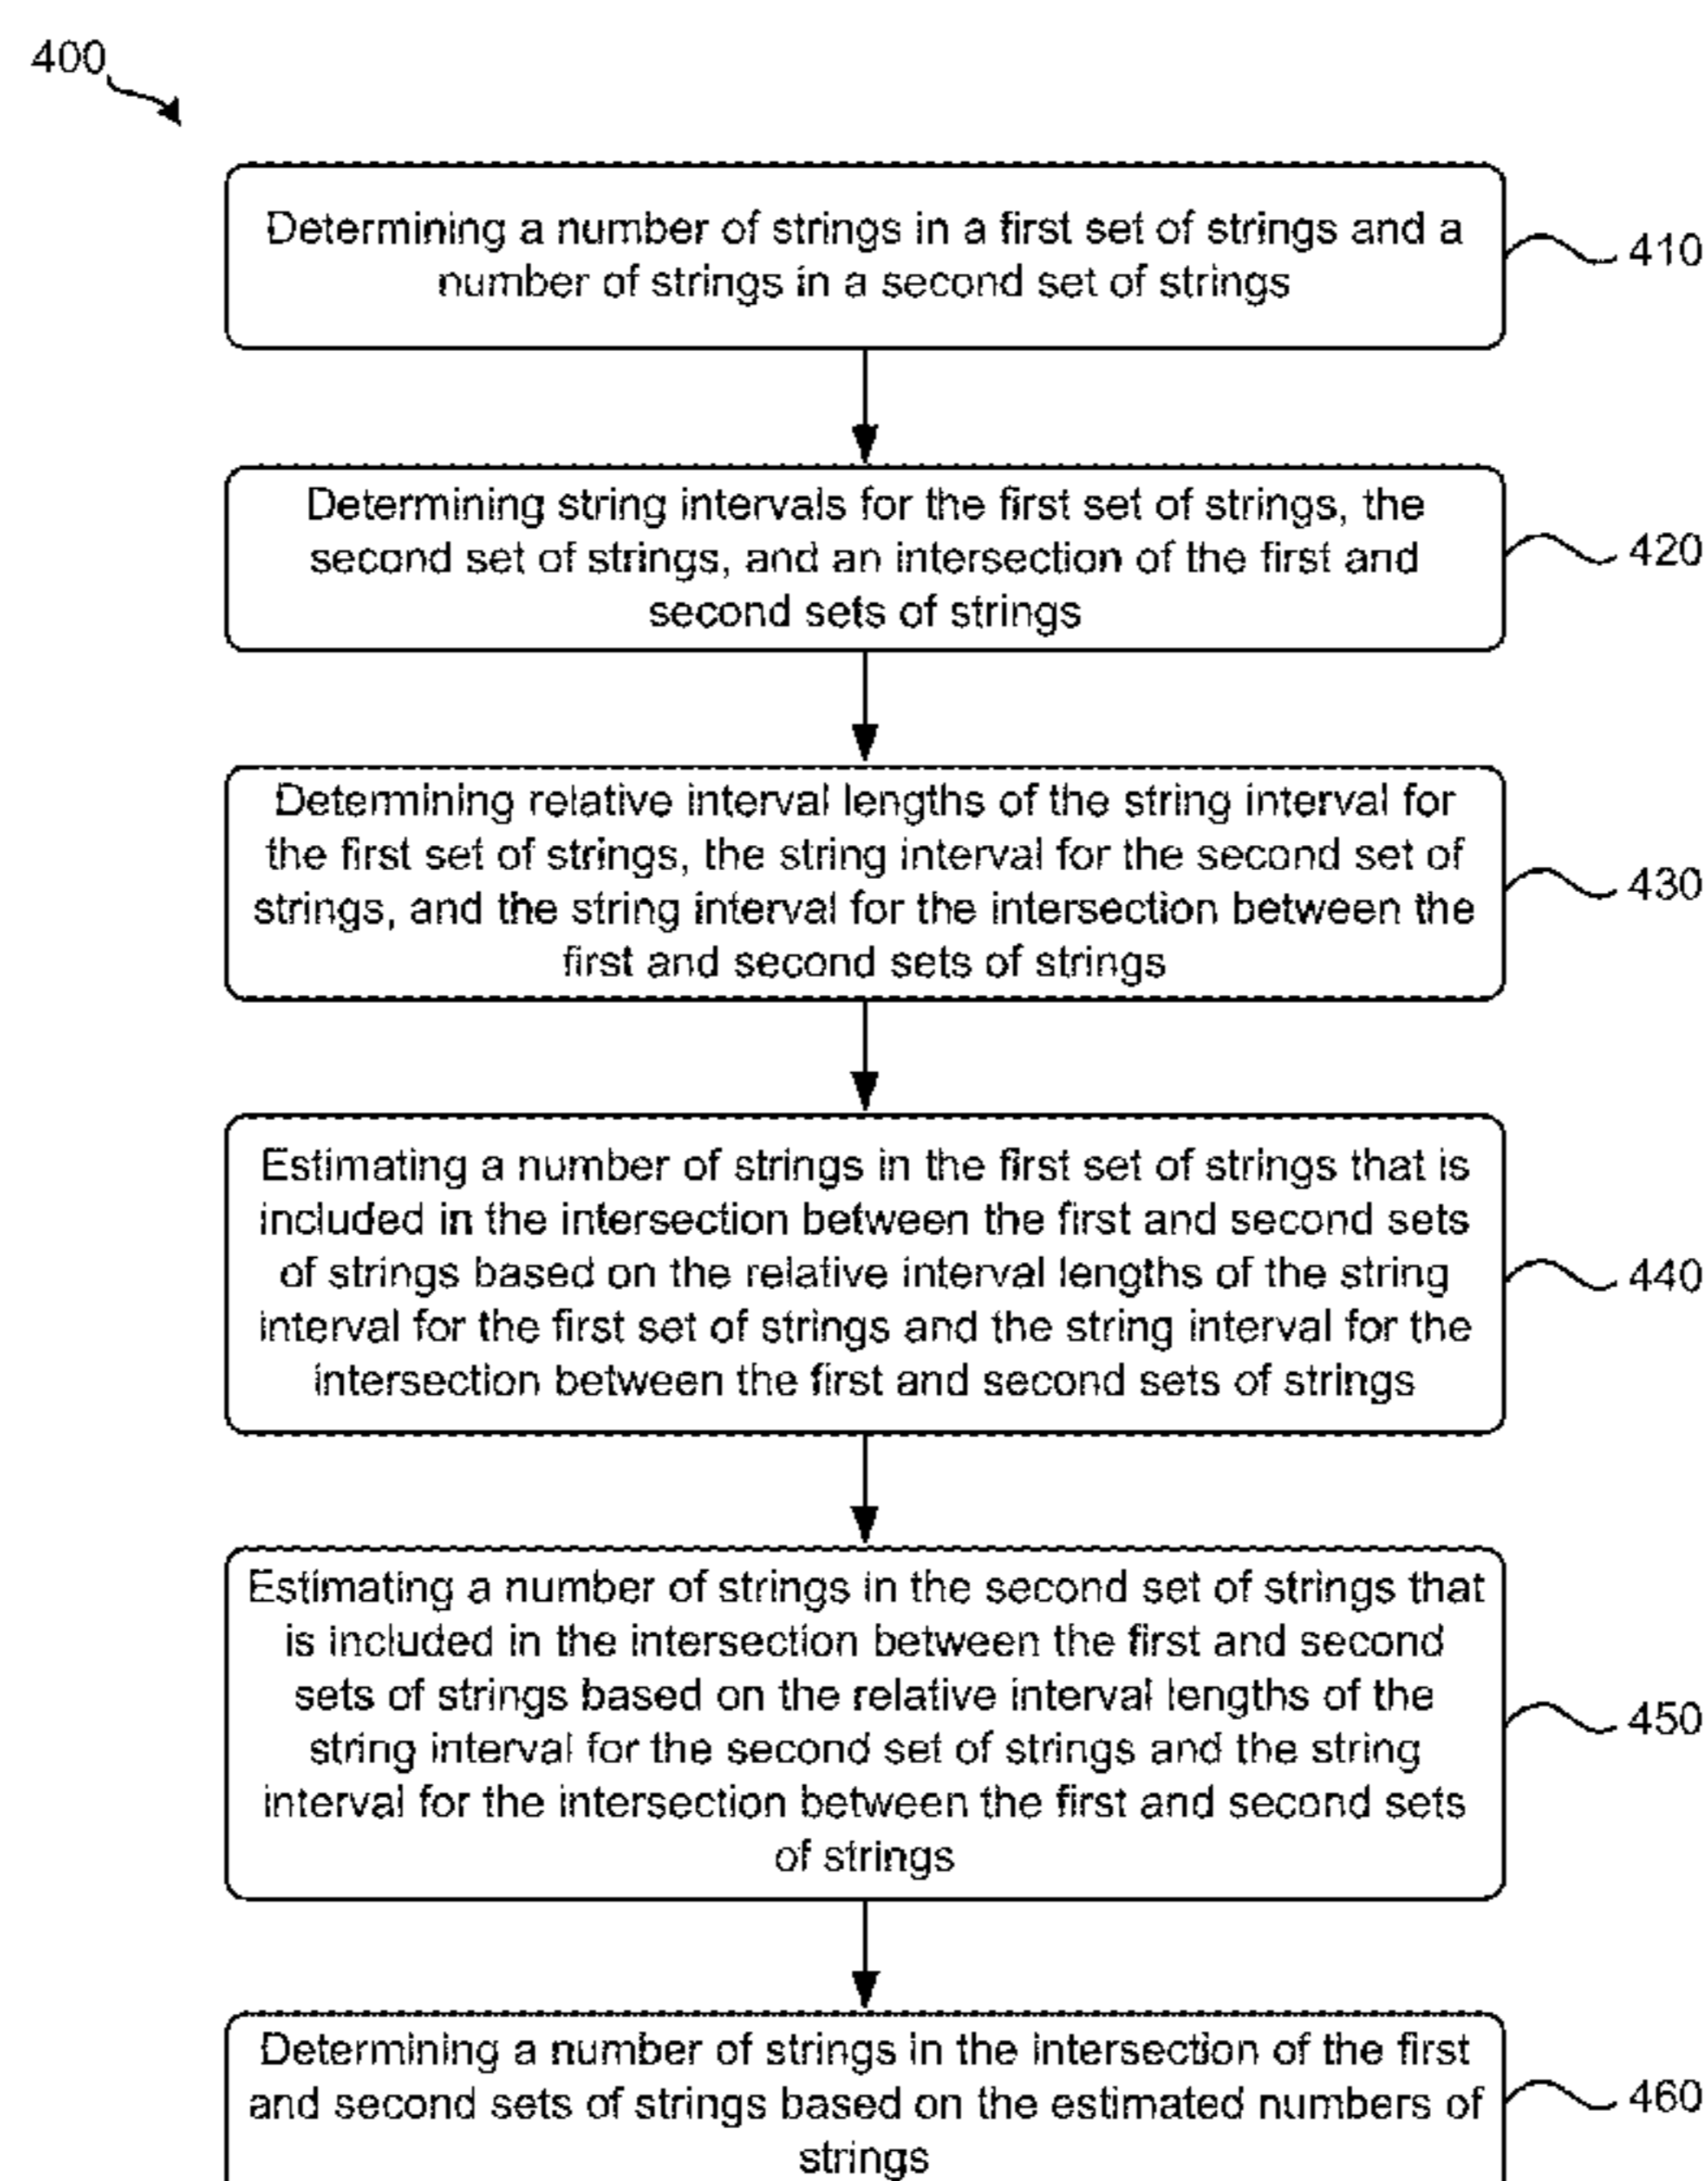 400
Determining a number of strings in a first set of strings and a
number of strings in a second set of strings
410
Determining string intervals for the first set of strings, the
second set of strings, and an intersection of the first and
second sets of strings
420
Determining relative interval lengths of the string interval for
the first set of strings, the string interval for the second set of
strings, and the string interval for the intersection between the
first and second sets of strings
430
Estimating a number of strings in the first set of strings that is
included in the intersection between the first and second sets
of strings based on the relative interval lengths of the string
interval for the first set of strings and the string interval for the
intersection between the first and second sets of strings
440
Estimating a number of strings in the second set of strings that
is included in the intersection between the first and second
sets of strings based on the relative interval lengths of the
string interval for the second set of strings and the string
interval for the intersection between the first and second sets
of strings
450
Determining a number of strings in the intersection of the first
and second sets of strings based on the estimated numbers of
strings
460